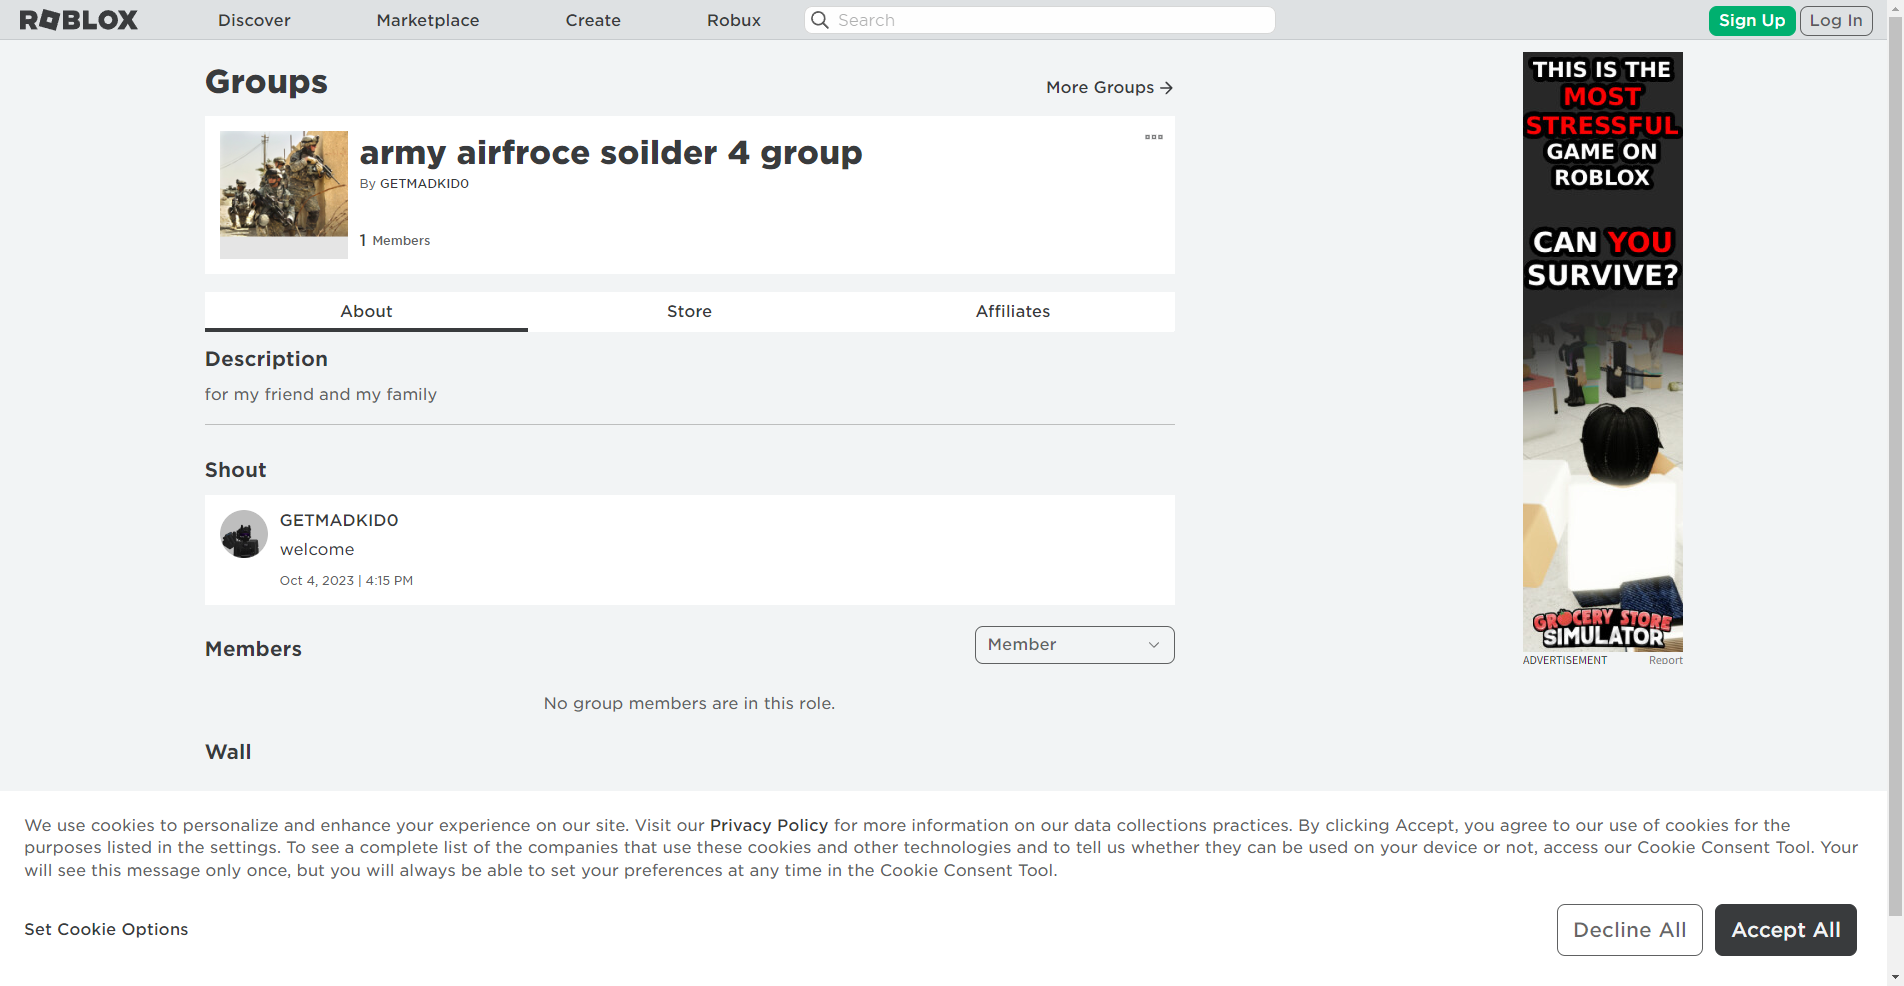 ROBLOX
Discover
Marketplace
Create
Robux
Search
Sign Up
Log In
Groups
More Groups →
army airfroce soilder 4 group
By GETMADKID0
1 Members
About
Store
Affiliates
Description
for my friend and my family
Shout
GETMADKID0
welcome
Oct 4, 2023 | 4:15 PM
Members
Member
No group members are in this role.
Wall
THIS IS THE
MOST
STRESSFUL
GAME ON
ROBLOX
CAN YOU
SURVIVE?
GROCERY STORE
SIMULATOR
ADVERTISEMENT
Report
We use cookies to personalize and enhance your experience on our site. Visit our Privacy Policy for more information on our data collections practices. By clicking Accept, you agree to our use of cookies for the
purposes listed in the settings. To see a complete list of the companies that use these cookies and other technologies and to tell us whether they can be used on your device or not, access our Cookie Consent Tool. Your
will see this message only once, but you will always be able to set your preferences at any time in the Cookie Consent Tool.
Set Cookie Options
Decline All
Accept All